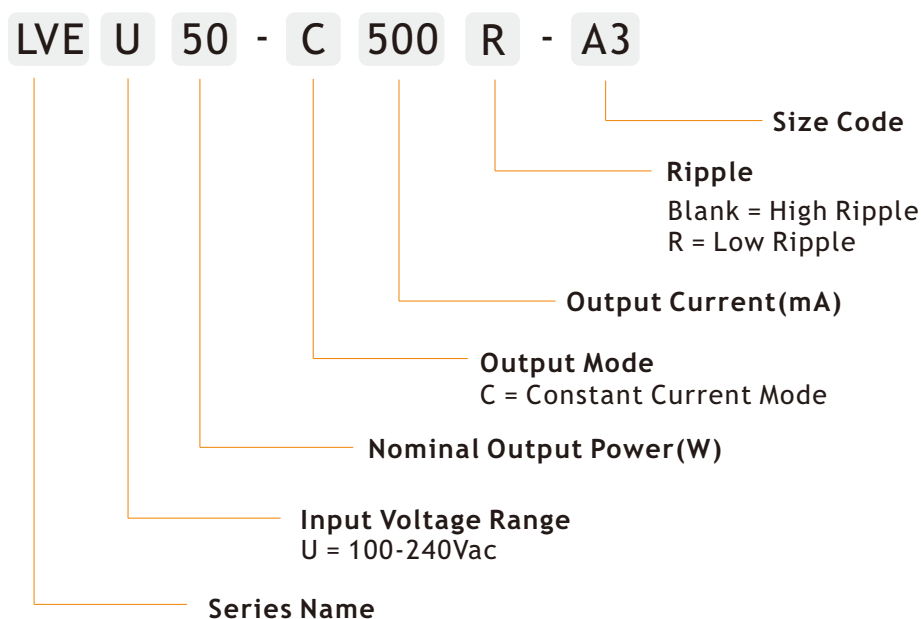 LVE U 50 - C 500 R - A3
Size Code
Ripple
Blank = High Ripple
R = Low Ripple
Output Current(mA)
Output Mode
C = Constant Current Mode
Nominal Output Power(W)
Input Voltage Range
U = 100-240Vac
Series Name